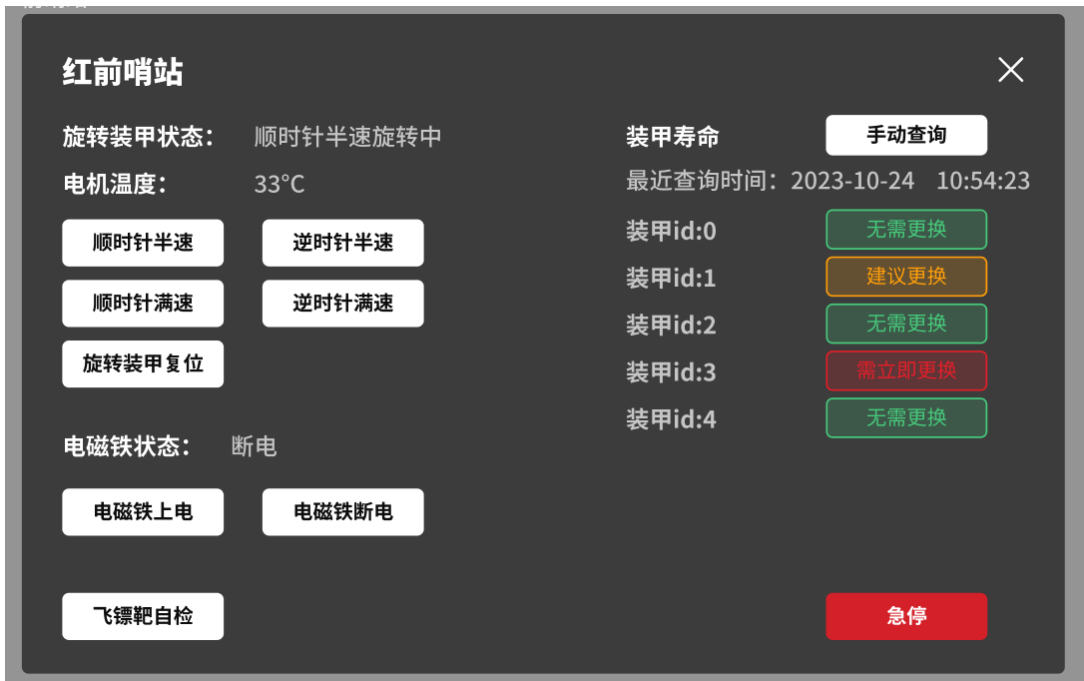 红前哨站
旋转装甲状态： 顺时针半速旋转中
电机温度： 33°C
顺时针半速 逆时针半速
顺时针满速 逆时针满速
旋转装甲复位
电磁铁状态： 断电
电磁铁上电 电磁铁断电
飞镖靶自检
装甲寿命 手动查询
最近查询时间：2023-10-24 10:54:23
装甲id:0 无需更换
装甲id:1 建议更换
装甲id:2 无需更换
装甲id:3 需立即更换
装甲id:4 无需更换
急停